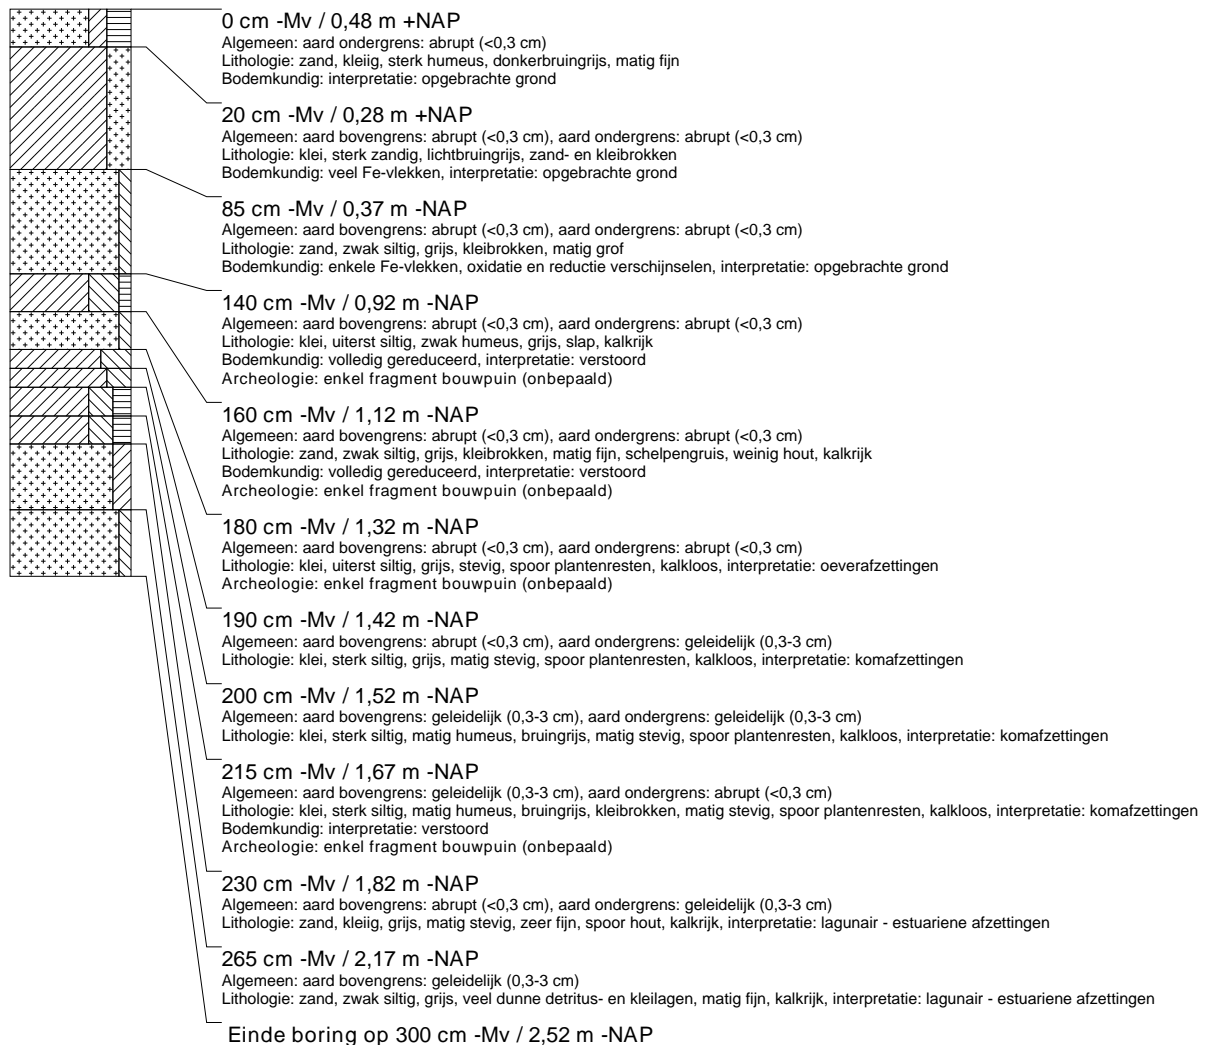 0 cm -Mv / 0,48 m +NAP
Algemeen: aard ondergrens: abrupt (<0,3 cm)
Lithologie: zand, kleiig, sterk humeus, donkerbruingrijs, matig fijn
Bodemkundig: interpretatie: opgebrachte grond
20 cm -Mv / 0,28 m +NAP
Algemeen: aard bovengrens: abrupt (<0,3 cm), aard ondergrens: abrupt (<0,3 cm)
Lithologie: klei, sterk zandig, lichtbruingrijs, zand- en kleibrokken
Bodemkundig: veel Fe-vlekken, interpretatie: opgebrachte grond
85 cm -Mv / 0,37 m -NAP
Algemeen: aard bovengrens: abrupt (<0,3 cm), aard ondergrens: abrupt (<0,3 cm)
Lithologie: zand, zwak siltig, grijs, kleibrokken, matig grof
Bodemkundig: enkele Fe-vlekken, oxidatie en reductie verschijnselen, interpretatie: opgebrachte grond
140 cm -Mv / 0,92 m -NAP
Algemeen: aard bovengrens: abrupt (<0,3 cm), aard ondergrens: abrupt (<0,3 cm)
Lithologie: klei, uiterst siltig, zwak humeus, grijs, slap, kalkrijk
Bodemkundig: volledig gereduceerd, interpretatie: verstoord
Archeologie: enkel fragment bouwpuin (onbepaald)
160 cm -Mv / 1,12 m -NAP
Algemeen: aard bovengrens: abrupt (<0,3 cm), aard ondergrens: abrupt (<0,3 cm)
Lithologie: zand, zwak siltig, grijs, kleibrokken, matig fijn, schelpengruis, weinig hout, kalkrijk
Bodemkundig: volledig gereduceerd, interpretatie: verstoord
Archeologie: enkel fragment bouwpuin (onbepaald)
180 cm -Mv / 1,32 m -NAP
Algemeen: aard bovengrens: abrupt (<0,3 cm), aard ondergrens: abrupt (<0,3 cm)
Lithologie: klei, uiterst siltig, grijs, stevig, spoor plantenresten, kalkloos, interpretatie: oeverafzettingen
Archeologie: enkel fragment bouwpuin (onbepaald)
190 cm -Mv / 1,42 m -NAP
Algemeen: aard bovengrens: abrupt (<0,3 cm), aard ondergrens: geleidelijk (0,3-3 cm)
Lithologie: klei, sterk siltig, grijs, matig stevig, spoor plantenresten, kalkloos, interpretatie: komafzettingen
200 cm -Mv / 1,52 m -NAP
Algemeen: aard bovengrens: geleidelijk (0,3-3 cm), aard ondergrens: geleidelijk (0,3-3 cm)
Lithologie: klei, sterk siltig, matig humeus, bruingrijs, matig stevig, spoor plantenresten, kalkloos, interpretatie: komafzettingen
215 cm -Mv / 1,67 m -NAP
Algemeen: aard bovengrens: geleidelijk (0,3-3 cm), aard ondergrens: abrupt (<0,3 cm)
Lithologie: klei, sterk siltig, matig humeus, bruingrijs, kleibrokken, matig stevig, spoor plantenresten, kalkloos, interpretatie: komafzettingen
Bodemkundig: interpretatie: verstoord
Archeologie: enkel fragment bouwpuin (onbepaald)
230 cm -Mv / 1,82 m -NAP
Algemeen: aard bovengrens: abrupt (<0,3 cm), aard ondergrens: geleidelijk (0,3-3 cm)
Lithologie: zand, kleiig, grijs, matig stevig, zeer fijn, spoor hout, kalkrijk, interpretatie: lagunair - estuariene afzettingen
265 cm -Mv / 2,17 m -NAP
Algemeen: aard bovengrens: geleidelijk (0,3-3 cm)
Lithologie: zand, zwak siltig, grijs, veel dunne detritus- en kleilagen, matig fijn, kalkrijk, interpretatie: lagunair - estuariene afzettingen
Einde boring op 300 cm -Mv / 2,52 m -NAP